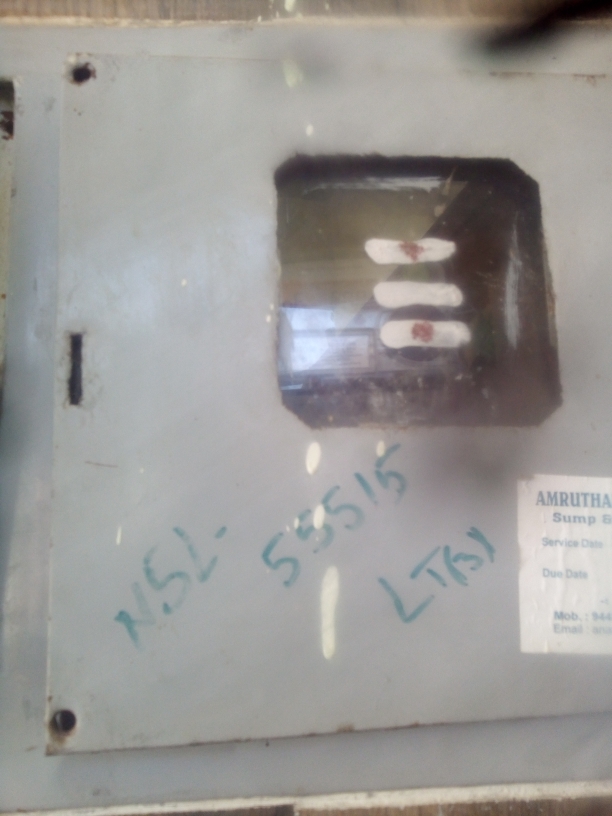 NSL-
55515
LT(3)
AMRUTHA
Sump &
Service Date
Due Date
Mob.: 944
Email :